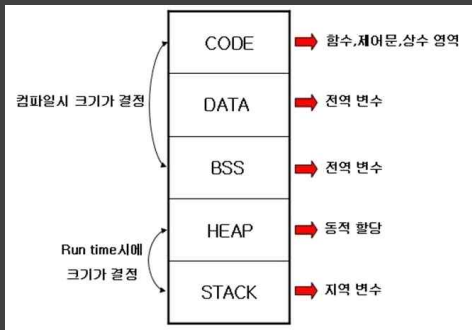 CODE
함수,제어문,상수 영역
컴파일시 크기가 결정
DATA
전역 변수
BSS
전역 변수
HEAP
동적 할당
Run time시에
크기가 결정
STACK
지역 변수